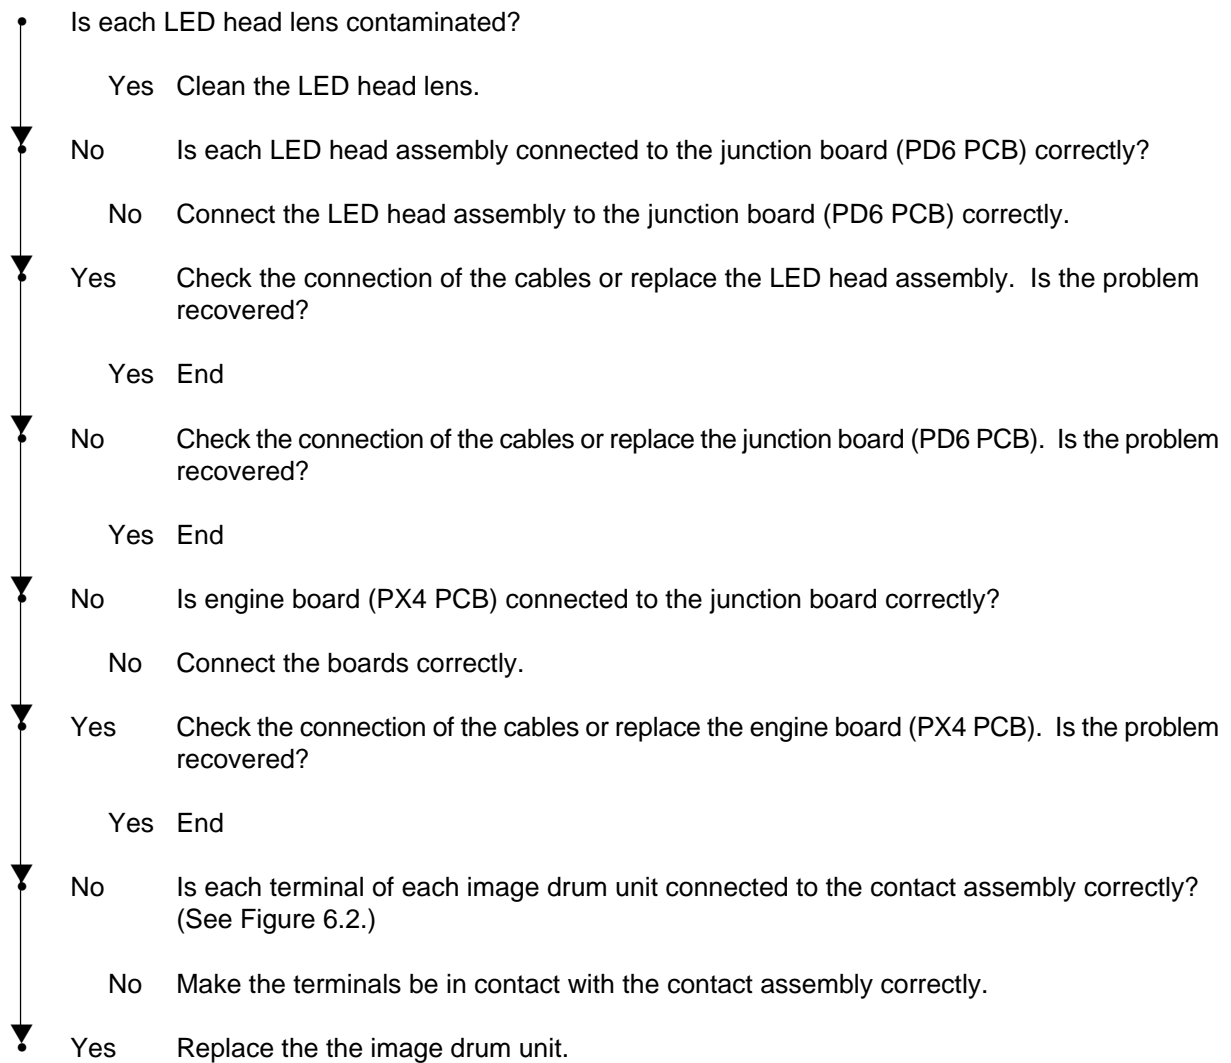 Is each LED head lens contaminated?
Yes Clean the LED head lens.
No Is each LED head assembly connected to the junction board (PD6 PCB) correctly?
No Connect the LED head assembly to the junction board (PD6 PCB) correctly.
Yes Check the connection of the cables or replace the LED head assembly. Is the problem
recovered?
Yes End
No Check the connection of the cables or replace the junction board (PD6 PCB). Is the problem
recovered?
Yes End
No Is engine board (PX4 PCB) connected to the junction board correctly?
No Connect the boards correctly.
Yes Check the connection of the cables or replace the engine board (PX4 PCB). Is the problem
recovered?
Yes End
No Is each terminal of each image drum unit connected to the contact assembly correctly?
(See Figure 6.2.)
No Make the terminals be in contact with the contact assembly correctly.
Yes Replace the the image drum unit.